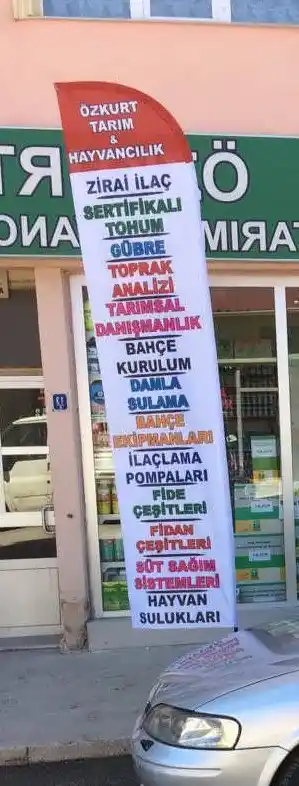 ÖZKURT
TARIM
&
HAYVANCILIK
ZİRAİ İLAÇ
SERTİFİKALI
TOHUM
GÜBRE
TOPRAK
ANALİZİ
TARIMSAL
DANIŞMANLIK
BAHÇE
KURULUM
DAMLA
SULAMA
BAHÇE
EKİPMANLARI
İLAÇLAMA
POMPALARI
FİDE
ÇEŞİTLERİ
FİDAN
ÇEŞİTLERİ
SÜT SAĞIM
SİSTEMLERİ
HAYVAN
SULUKLARI